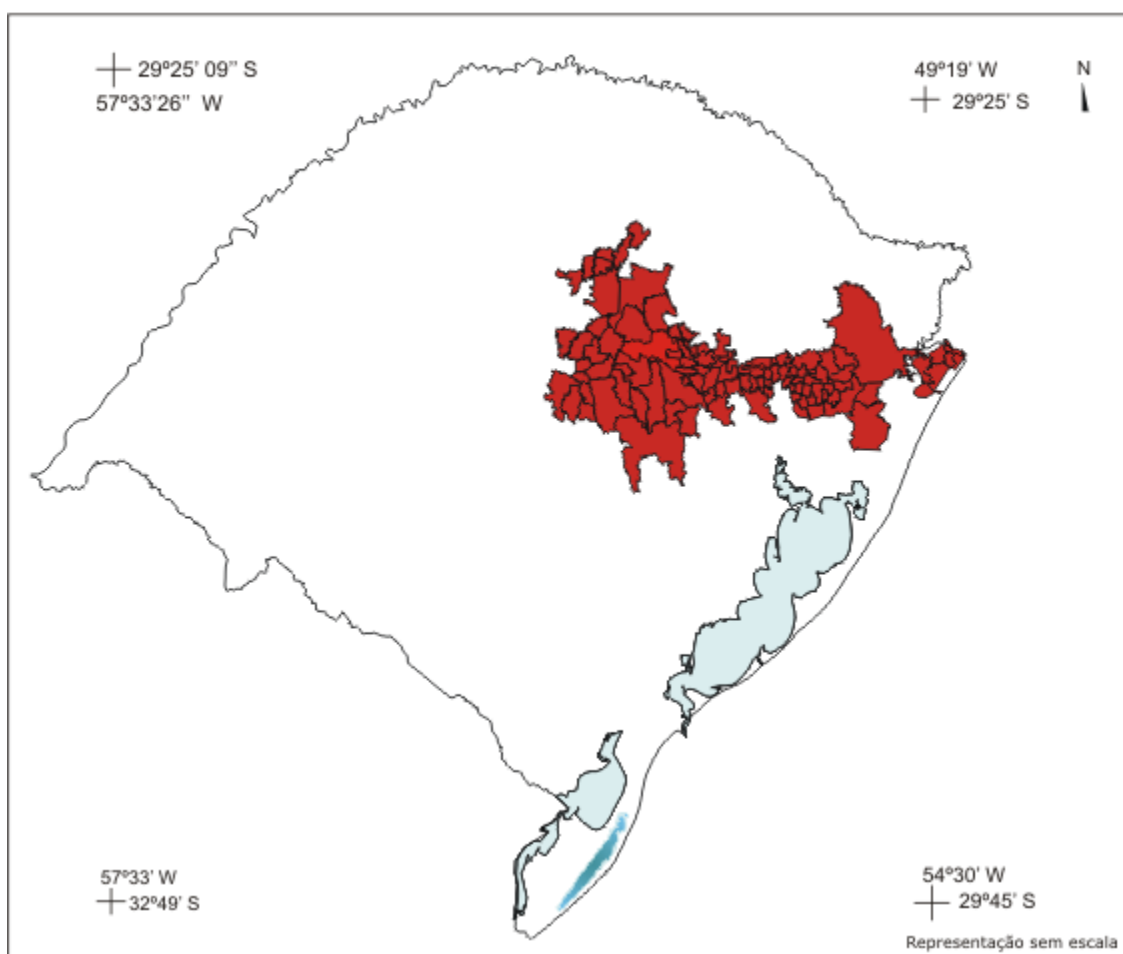 29º25' 09'' S
57º33'26'' W
49º19' W
29º25' S
N
57º33' W
32º49' S
54º30' W
29º45' S
Representação sem escala